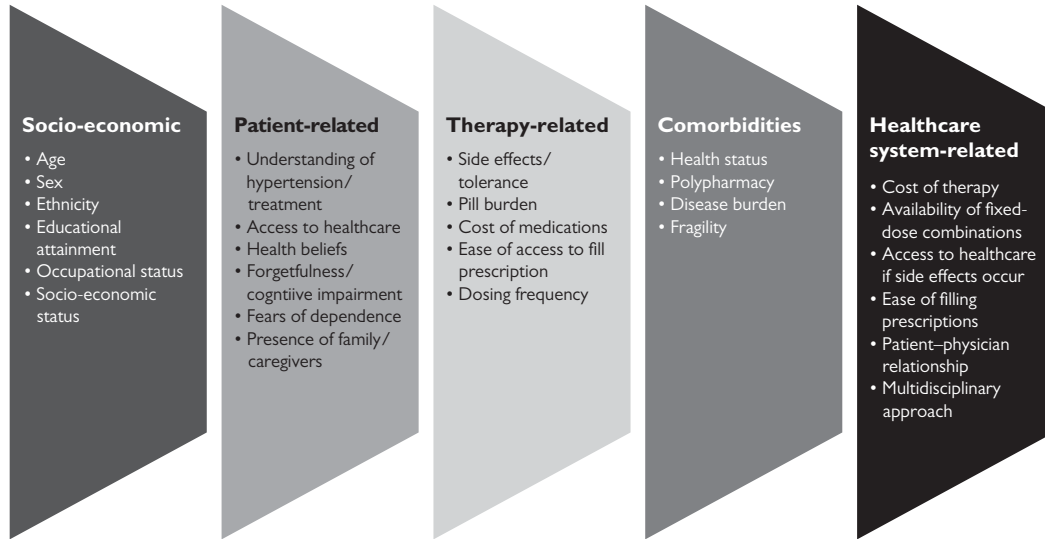 Socio-economic
• Age
• Sex
• Ethnicity
• Educational
attainment
• Occupational status
• Socio-economic
status
Patient-related
• Understanding of
hypertension/
treatment
• Access to healthcare
• Health beliefs
• Forgetfulness/
cogntiive impairment
• Fears of dependence
• Presence of family/
caregivers
Therapy-related
• Side effects/
tolerance
• Pill burden
• Cost of medications
• Ease of access to fill
prescription
• Dosing frequency
Comorbidities
• Health status
• Polypharmacy
• Disease burden
• Fragility
Healthcare
system-related
• Cost of therapy
• Availability of fixed-
dose combinations
• Access to healthcare
if side effects occur
• Ease of filling
prescriptions
• Patient–physician
relationship
• Multidisciplinary
approach